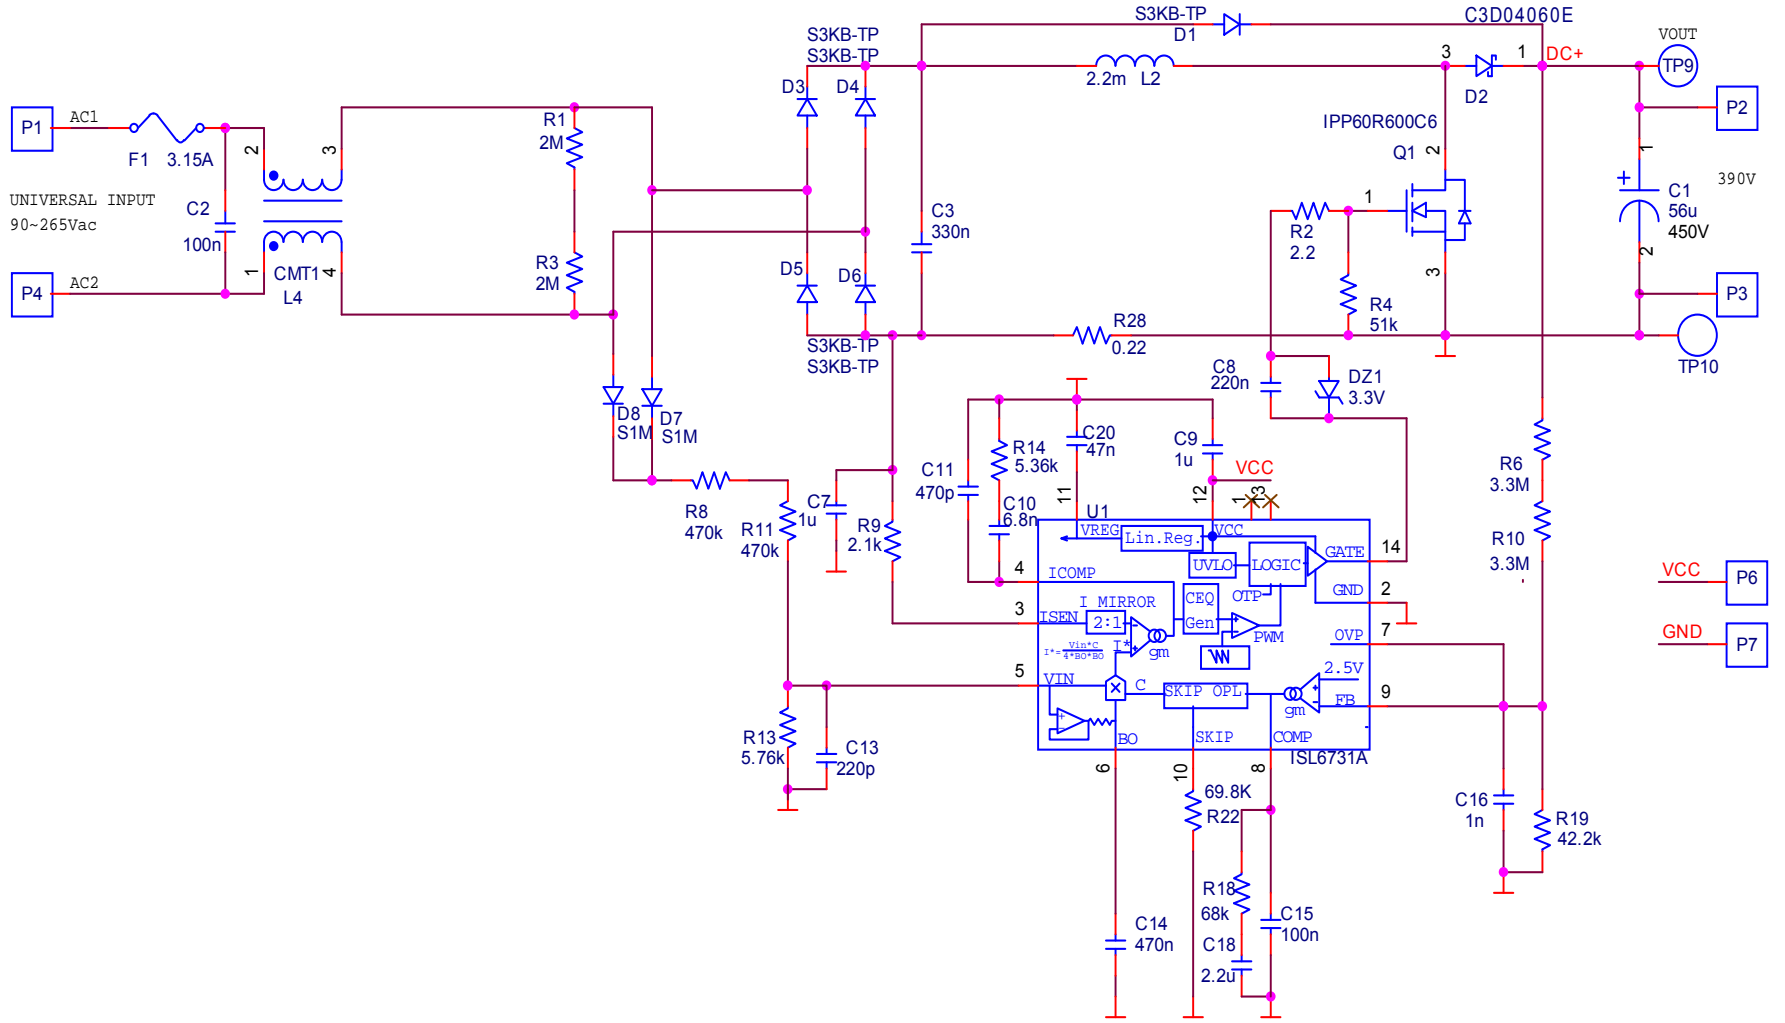 S3KB-TP
D1
C3D04060E
VOUT
S3KB-TP
S3KB-TP
3
1
DC+
TP9
2.2m
L2
D2
D3
D4
P1
AC1
F1
3.15A
2
3
R1
2M
IPP60R600C6
Q1
2
1
P2
1
390V
UNIVERSAL INPUT
90~265Vac
C2
100n
C3
330n
R2
2.2
C1
56u
450V
2
1
CMT1
L4
4
R3
2M
D5
D6
3
P4
AC2
P3
R4
51k
R28
0.22
S3KB-TP
S3KB-TP
TP10
C8
220n
DZ1
3.3V
D8
S1M
D7
S1M
C20
47n
R14
5.36k
C9
1u
VCC
C11
470p
R6
3.3M
11
12
1
13
C10
6.8n
U1
R8
470k
R11
470k
C7
1u
R9
2.1k
VREG
Lin.Reg.
VCC
GATE
14
R10
3.3M
UVLO
LOGIC
4
ICOMP
OTP
GND
2
CEQ
Gen
I MIRROR
3
ISEN
2:1
PWM
OVP
7
VCC
P6
GND
P7
I*=Vin*C
4*BO*BO
I*
gm
2.5V
5
VIN
C
SKIP OPL
gm
FB
9
BO
SKIP
COMP
R13
5.76k
C13
220p
ISL6731A
6
10
8
69.8K
R22
C16
1n
R19
42.2k
R18
68k
C15
100n
C14
470n
C18
2.2u